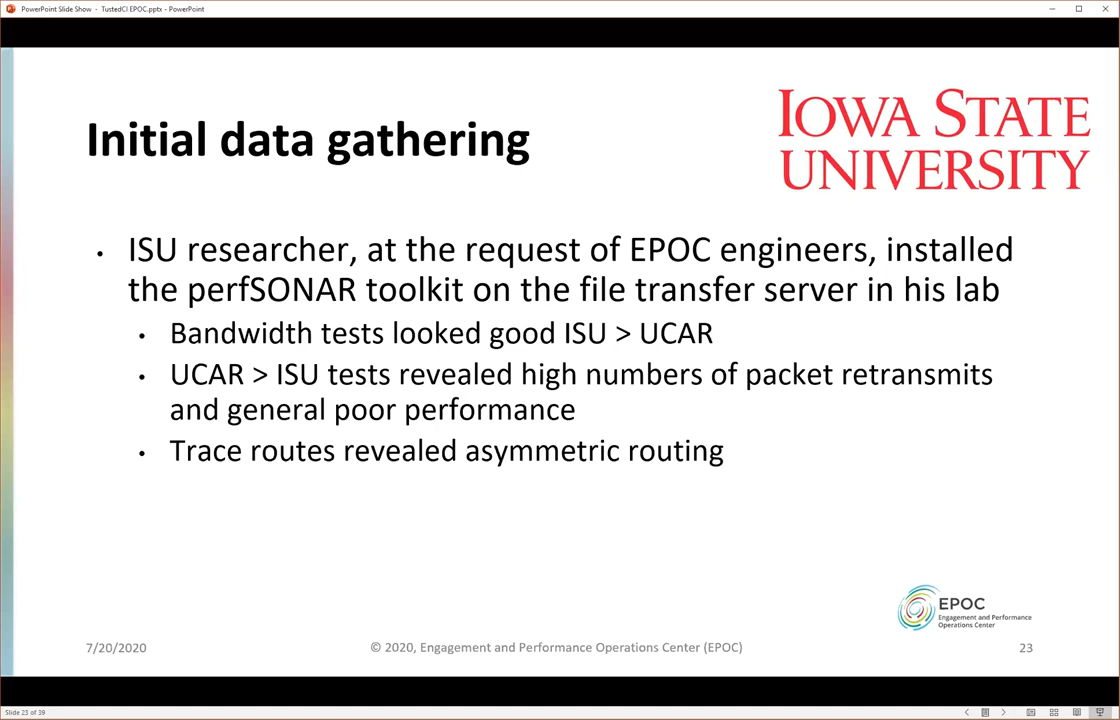 PowerPoint Slide Show - TustedCI EPOC.pptx - PowerPoint
Initial data gathering
IOWA STATE
UNIVERSITY
• ISU researcher, at the request of EPOC engineers, installed
the perfSONAR toolkit on the file transfer server in his lab
• Bandwidth tests looked good ISU > UCAR
• UCAR > ISU tests revealed high numbers of packet retransmits
and general poor performance
• Trace routes revealed asymmetric routing
EPOC
Engagement and Performance
Operations Center
7/20/2020
© 2020, Engagement and Performance Operations Center (EPOC)
23
Slide 23 of 39